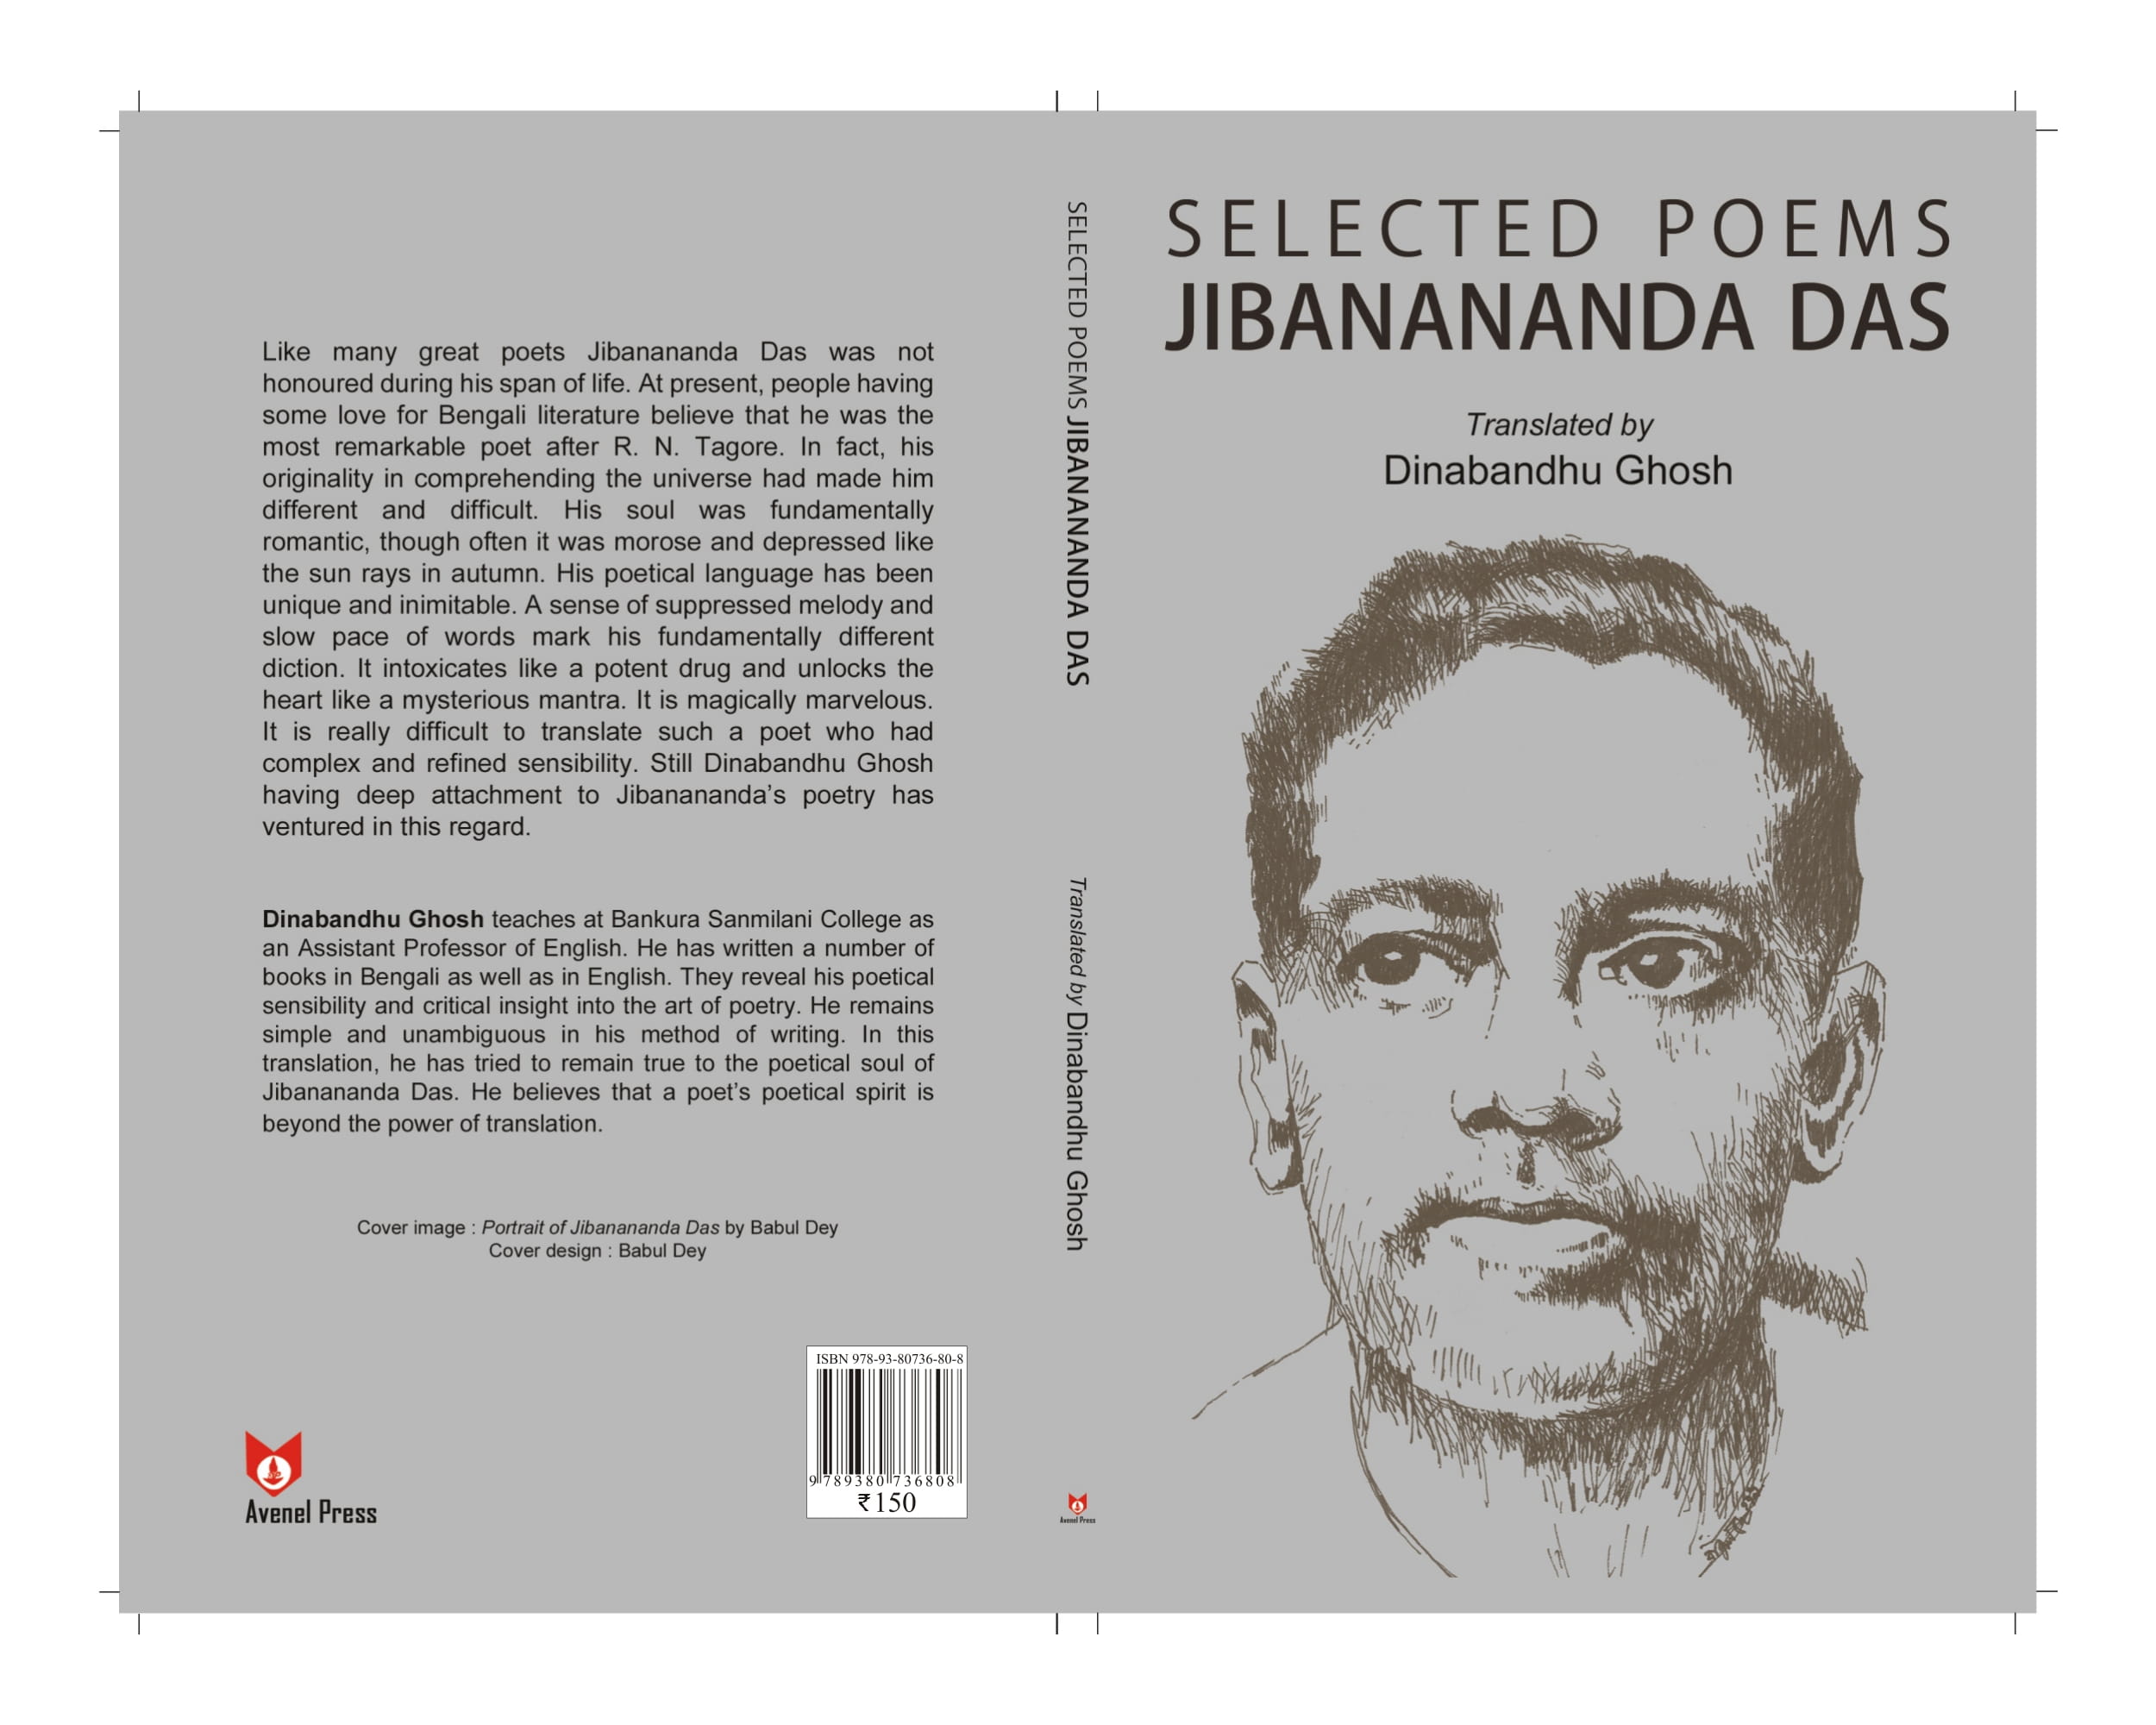 Like many great poets Jibanananda Das was not
honoured during his span of life. At present, people having
some love for Bengali literature believe that he was the
most remarkable poet after R. N. Tagore. In fact, his
originality in comprehending the universe had made him
different and difficult. His soul was fundamentally
romantic, though often it was morose and depressed like
the sun rays in autumn. His poetical language has been
unique and inimitable. A sense of suppressed melody and
slow pace of words mark his fundamentally different
diction. It intoxicates like a potent drug and unlocks the
heart like a mysterious mantra. It is magically marvelous.
It is really difficult to translate such a poet who had
complex and refined sensibility. Still Dinabandhu Ghosh
having deep attachment to Jibanananda’s poetry has
ventured in this regard.
Dinabandhu Ghosh teaches at Bankura Sanmilani College as
an Assistant Professor of English. He has written a number of
books in Bengali as well as in English. They reveal his poetical
sensibility and critical insight into the art of poetry. He remains
simple and unambiguous in his method of writing. In this
translation, he has tried to remain true to the poetical soul of
Jibanananda Das. He believes that a poet’s poetical spirit is
beyond the power of translation.
Cover image : Portrait of Jibanananda Das by Babul Dey
Cover design : Babul Dey
Avenel Press
ISBN 978-93-80736-80-8
9 789380 736808
₹150
SELECTED POEMS JIBANANANDA DAS
Translated by Dinabandhu Ghosh
Avenel Press
SELECTED POEMS
JIBANANANDA DAS
Translated by
Dinabandhu Ghosh